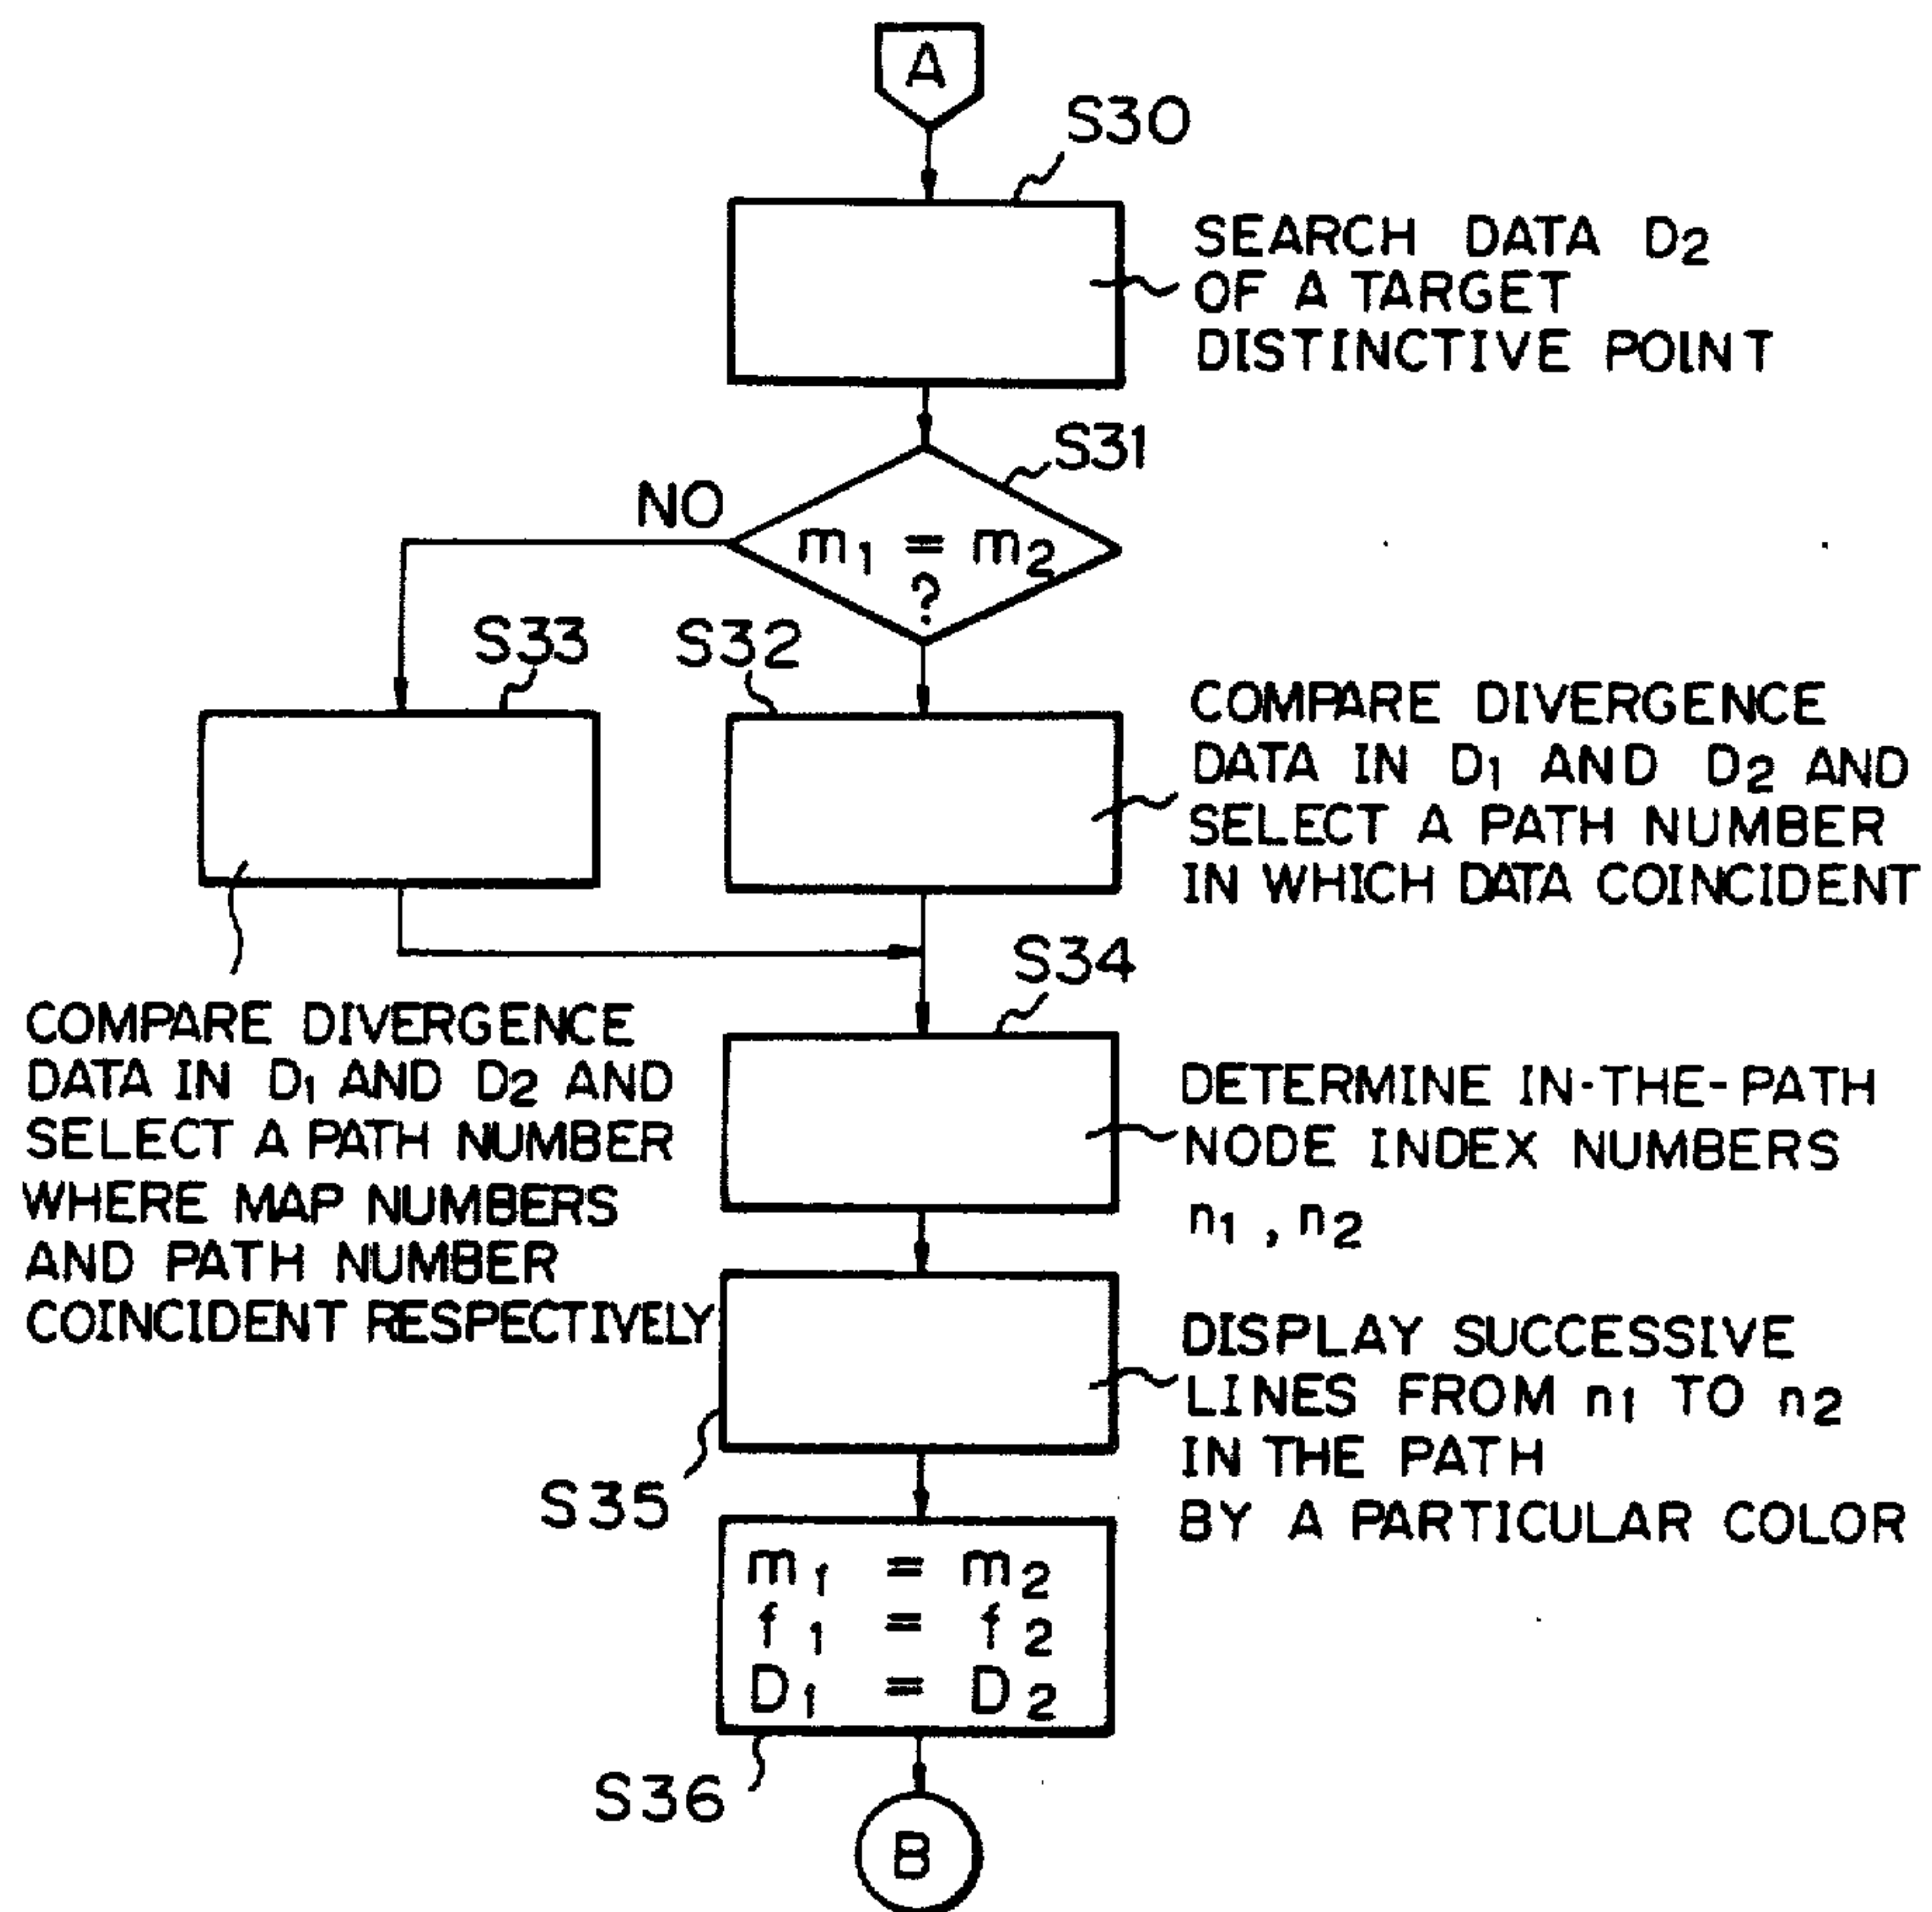 A
S30
SEARCH DATA D2
OF A TARGET
DISTINCTIVE POINT
S31
NO
m1 = m2
?
S33
S32
COMPARE DIVERGENCE
DATA IN D1 AND D2 AND
SELECT A PATH NUMBER
IN WHICH DATA COINCIDENT
S34
COMPARE DIVERGENCE
DATA IN D1 AND D2 AND
SELECT A PATH NUMBER
WHERE MAP NUMBERS
AND PATH NUMBER
COINCIDENT RESPECTIVELY
DETERMINE IN-THE-PATH
NODE INDEX NUMBERS
n1 , n2
DISPLAY SUCCESSIVE
LINES FROM n1 TO n2
IN THE PATH
BY A PARTICULAR COLOR
S35
m1 = m2
f1 = f2
D1 = D2
S36
B